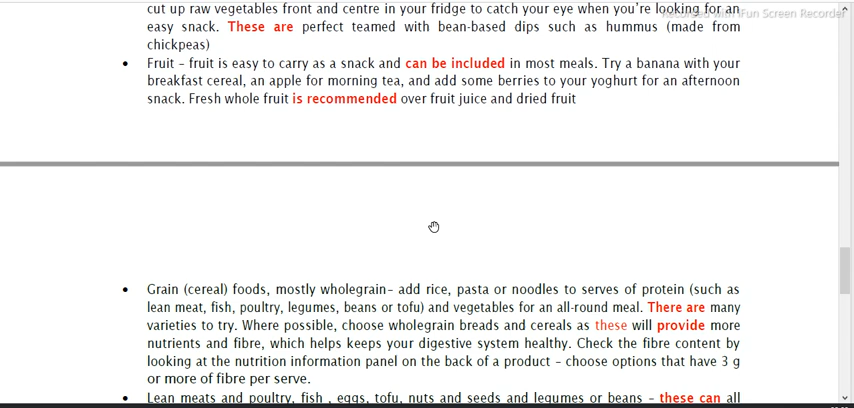 cut up raw vegetables front and centre in your fridge to catch your eye when you're looking for an
Recorded with iFun Screen Recorder
easy snack. These are perfect teamed with bean-based dips such as hummus (made from
chickpeas)
• Fruit – fruit is easy to carry as a snack and can be included in most meals. Try a banana with your
breakfast cereal, an apple for morning tea, and add some berries to your yoghurt for an afternoon
snack. Fresh whole fruit is recommended over fruit juice and dried fruit
• Grain (cereal) foods, mostly wholegrain– add rice, pasta or noodles to serves of protein (such as
lean meat, fish, poultry, legumes, beans or tofu) and vegetables for an all-round meal. There are many
varieties to try. Where possible, choose wholegrain breads and cereals as these will provide more
nutrients and fibre, which helps keeps your digestive system healthy. Check the fibre content by
looking at the nutrition information panel on the back of a product – choose options that have 3 g
or more of fibre per serve.
• Lean meats and poultry, fish , eggs, tofu, nuts and seeds and legumes or beans – these can all